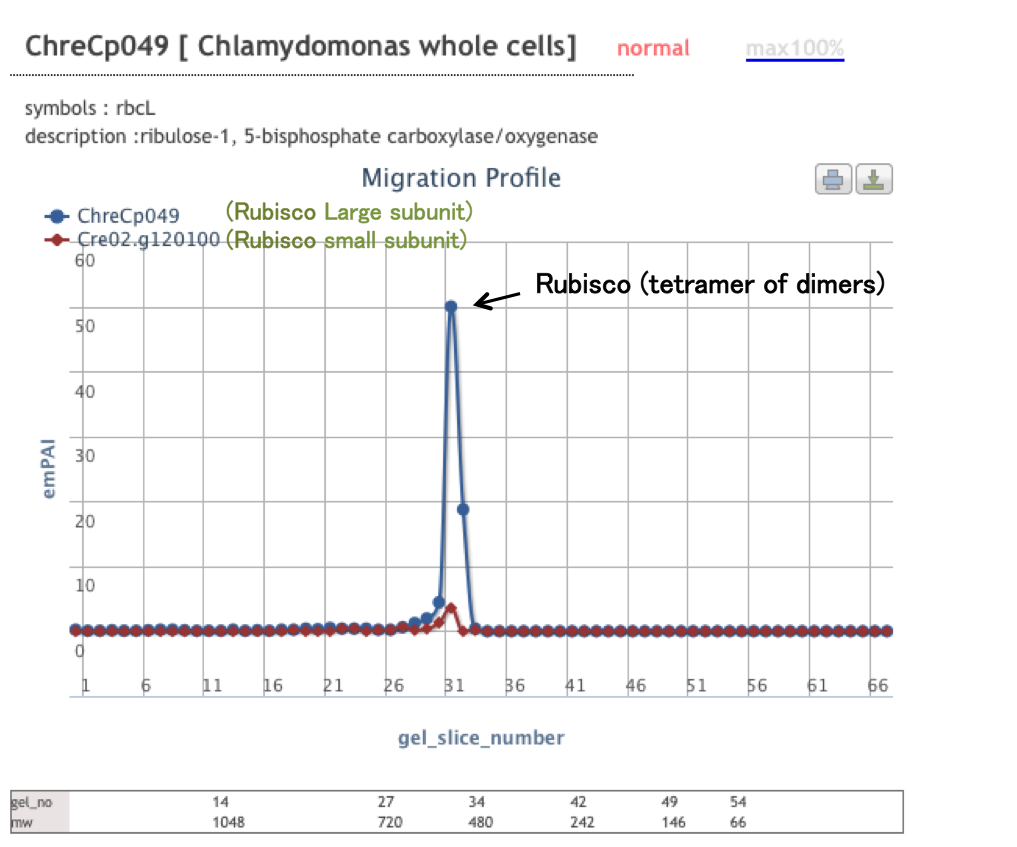 ChreCp049 [ Chlamydomonas whole cells] normal max100%
symbols : rbcL
description :ribulose-1, 5-bisphosphate carboxylase/oxygenase
Migration Profile
ChreCp049 (Rubisco Large subunit)
Cre02.g120100 (Rubisco small subunit)
Rubisco (tetramer of dimers)
60
50
40
30
20
10
0
emPAI
1 6 11 16 21 26 31 36 41 46 51 56 61 66
gel_slice_number
gel_no 14 27 34 42 49 54
mw 1048 720 480 242 146 66